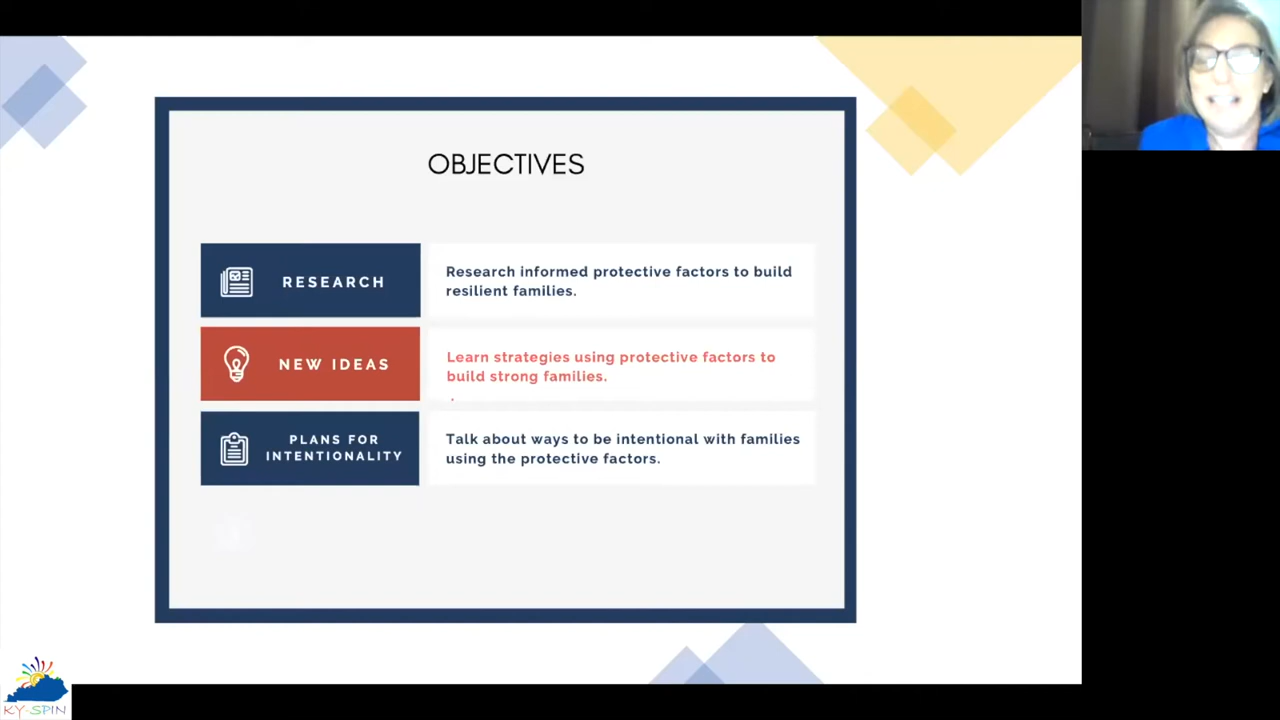 OBJECTIVES
RESEARCH
Research informed protective factors to build
resilient families.
NEW IDEAS
Learn strategies using protective factors to
build strong families.
PLANS FOR
INTENTIONALITY
Talk about ways to be intentional with families
using the protective factors.
KY-SPIN